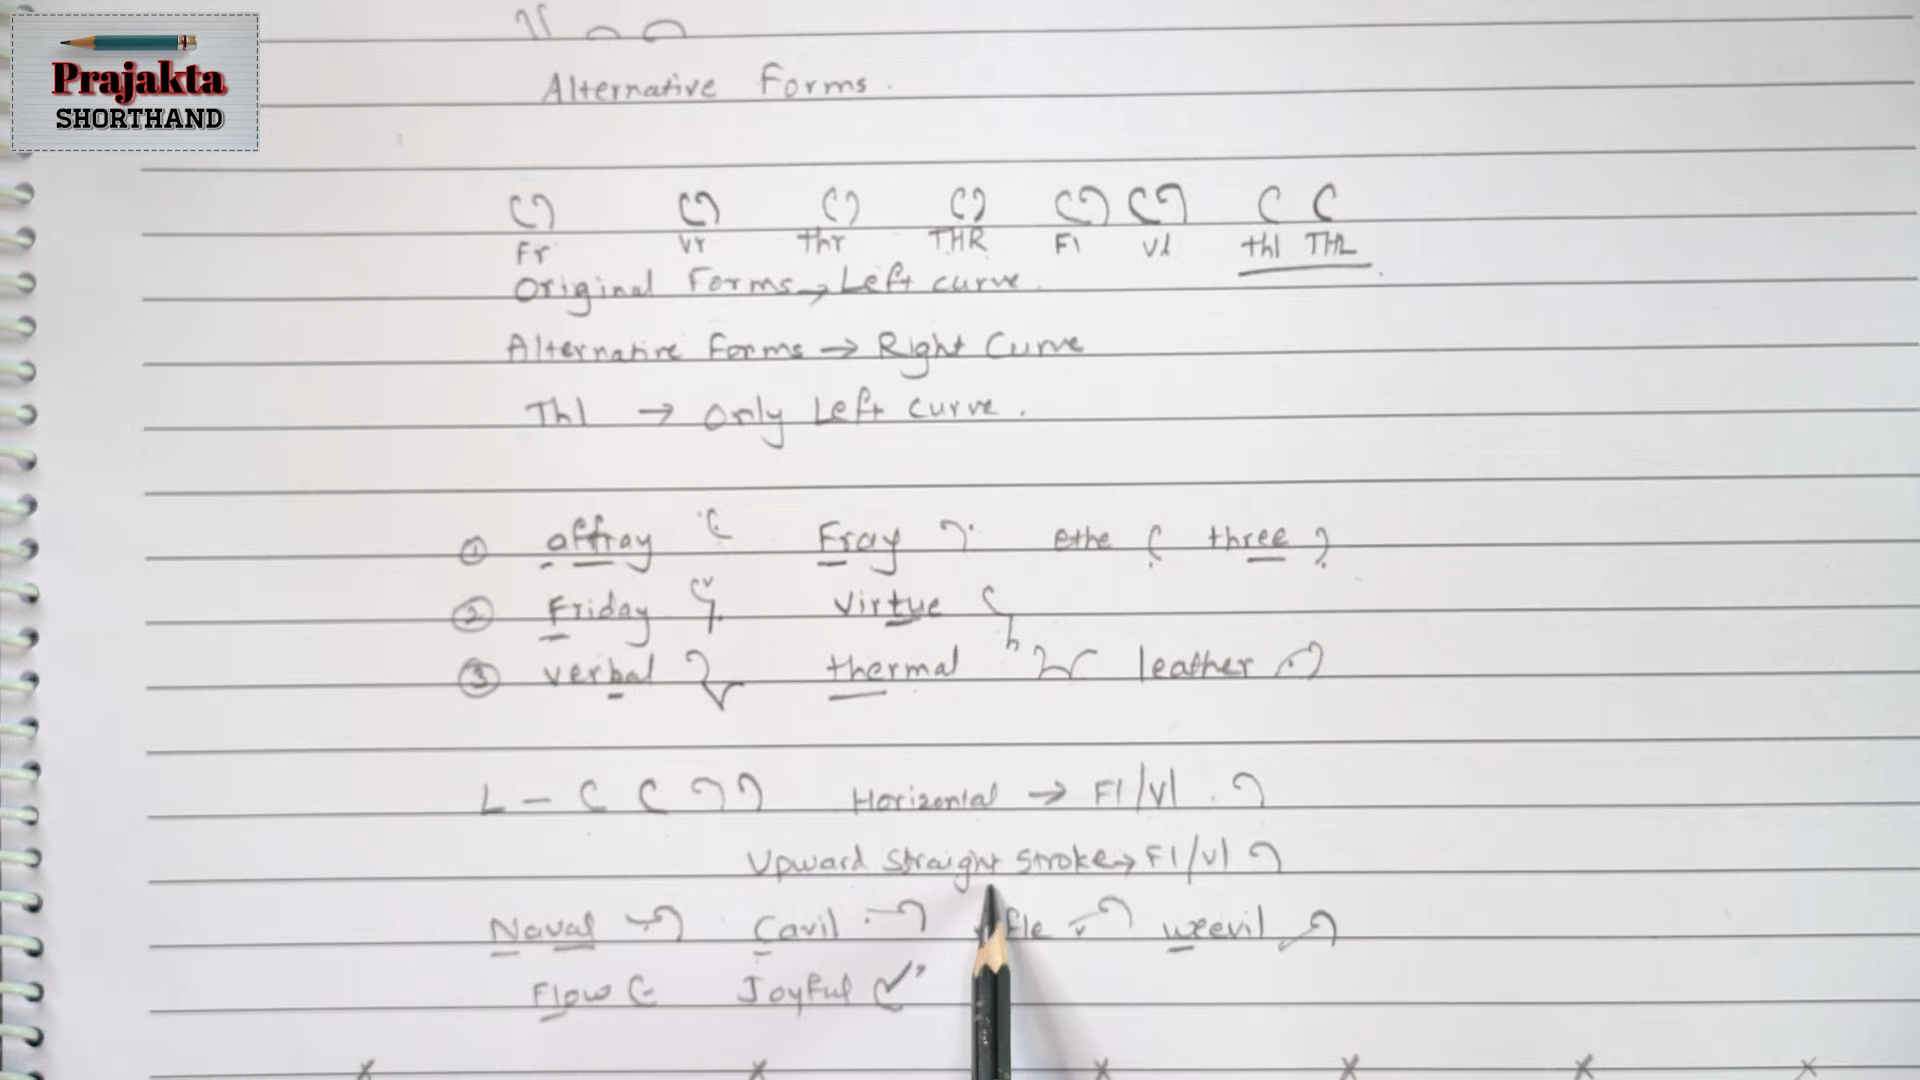 Prajakta
SHORTHAND
Alternative Forms.
Fr Vr Thr THR Fl Vl thl THL
Original Forms → Left curve.
Alternative Forms → Right Curve
Thl → only Left curve.
① affray Fray ethe three
② Friday Virtue
③ verbal thermal leather
L – Horizontal → Fl/Vl
Upward Straight Stroke → Fl/Vl
Naval Cavil fle weevil
Flow Joyful